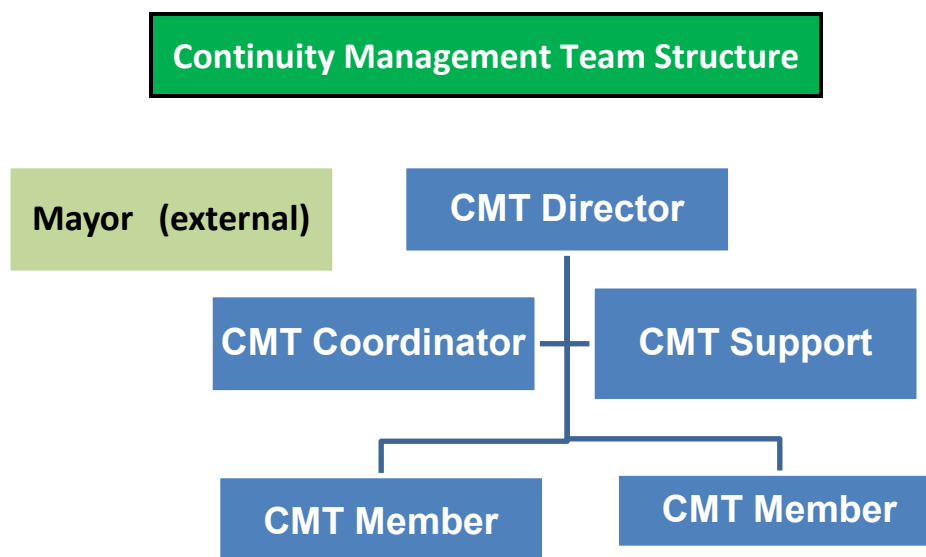 Continuity Management Team Structure
Mayor (external)
CMT Director
CMT Coordinator
CMT Support
CMT Member
CMT Member